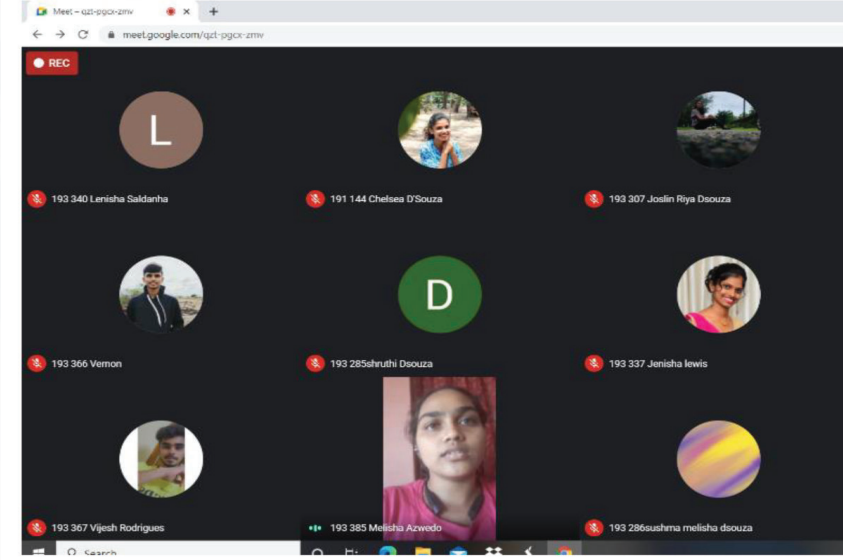 Meet – qzt-pgcx-zmv
meet.google.com/qzt-pgcx-zmv
REC
L
193 340 Lenisha Saldanha
191 144 Chelsea D'Souza
193 307 Joslin Riya Dsouza
193 366 Vernon
D
193 285shruthi Dsouza
193 337 Jenisha lewis
193 367 Vijesh Rodrigues
193 385 Melisha Azwedo
193 286sushma melisha dsouza
Search